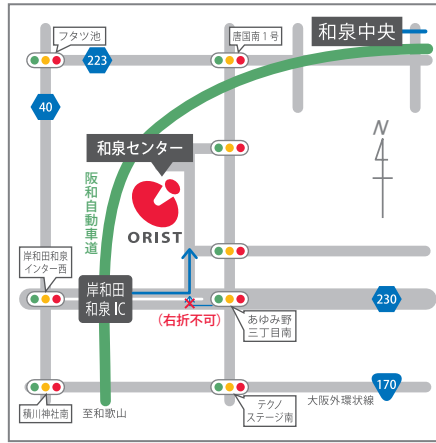 フタツ池
223
唐国南1号
和泉中央
40
和泉センター
N
阪和自動車道
ORIST
岸和田和泉
インター西
岸和田
和泉IC
(右折不可)
あゆみ野
三丁目南
230
積川神社南
至和歌山
テクノ
ステージ南
大阪外環状線
170